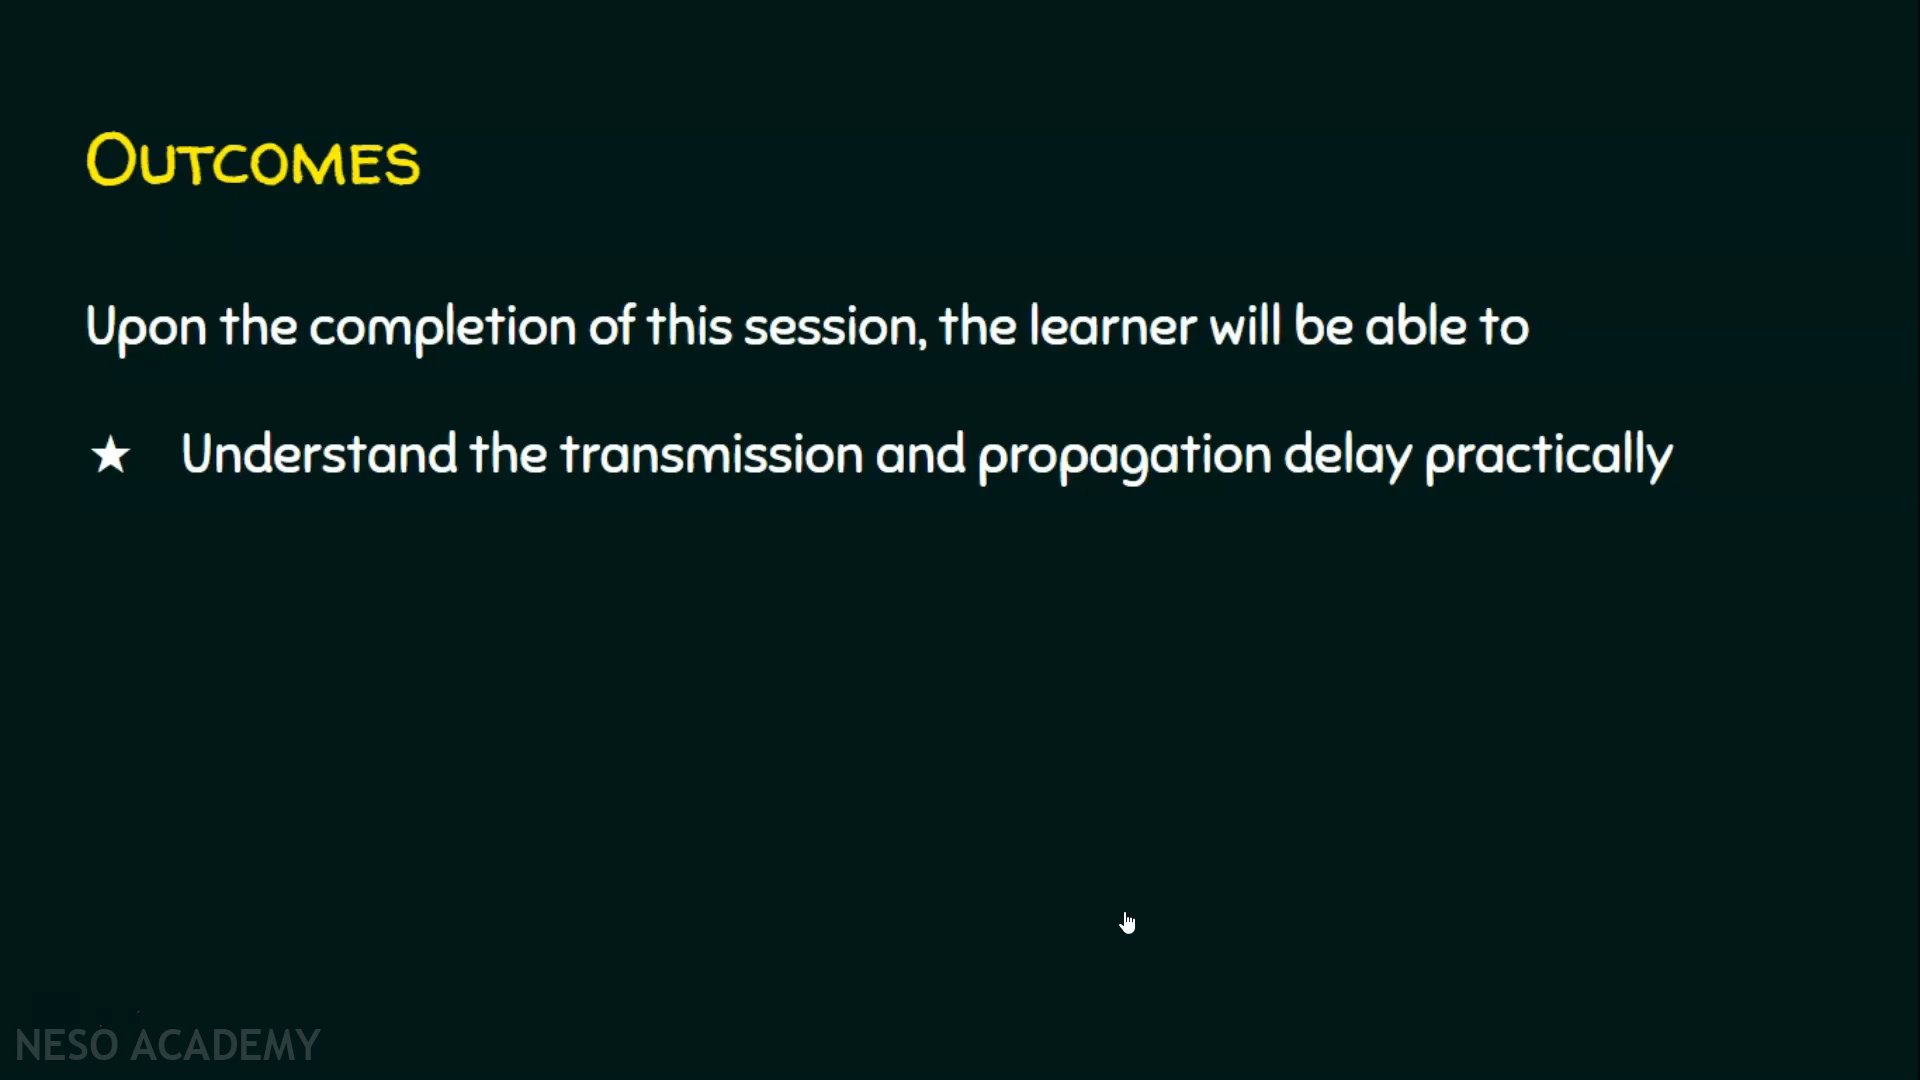 OUTCOMES
Upon the completion of this session, the learner will be able to
★ Understand the transmission and propagation delay practically
NESO ACADEMY